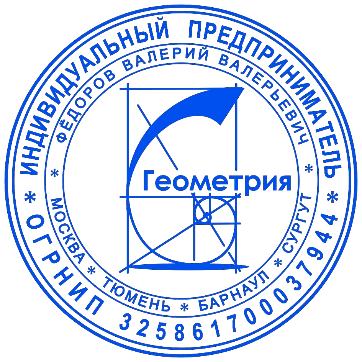 ИНДИВИДУАЛЬНЫЙ ПРЕДПРИНИМАТЕЛЬ
* ОГРНИП 325861700037944 *
ФЁДОРОВ ВАЛЕРИЙ ВАЛЕРЬЕВИЧ
* МОСКВА * ТЮМЕНЬ * БАРНАУЛ * СУРГУТ *
Геометрия